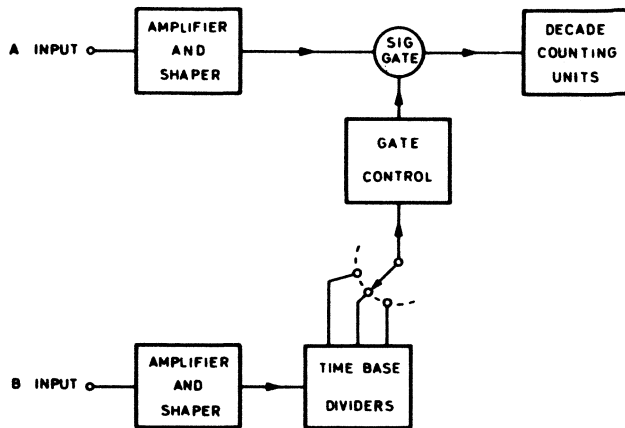 A INPUT
AMPLIFIER
AND
SHAPER
SIG
GATE
DECADE
COUNTING
UNITS
GATE
CONTROL
B INPUT
AMPLIFIER
AND
SHAPER
TIME BASE
DIVIDERS